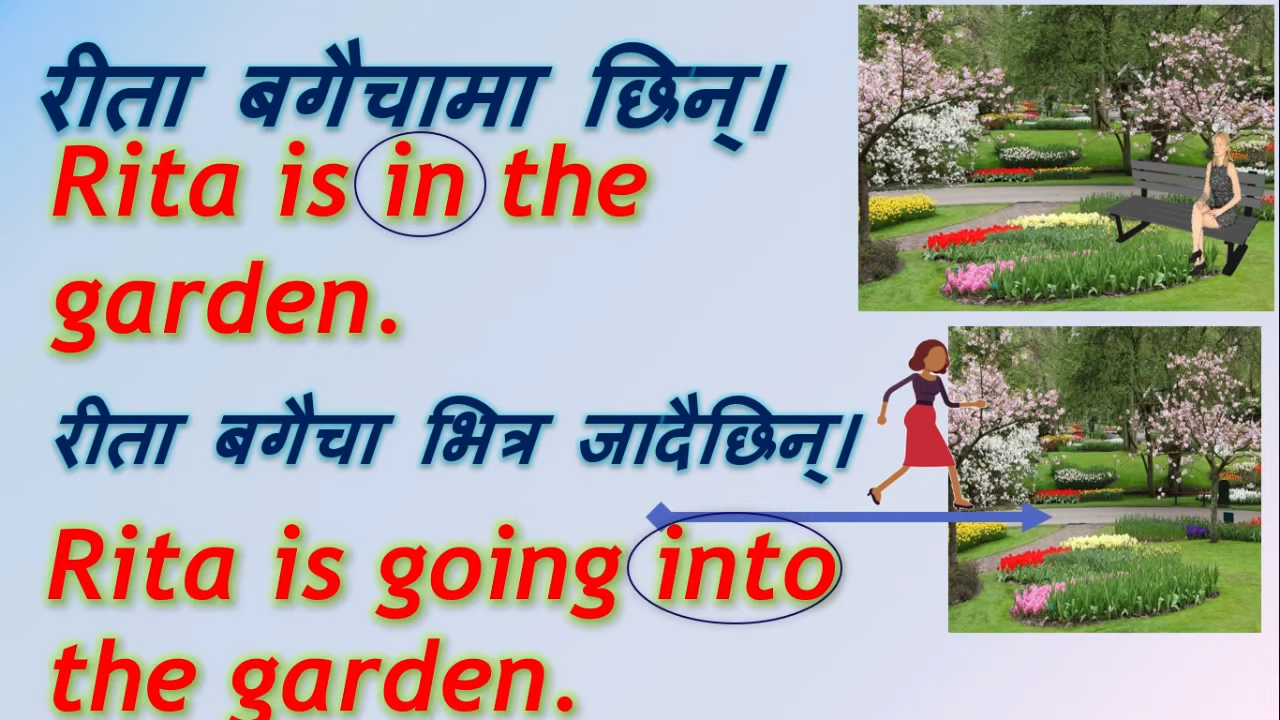 रीता बगैचामा छिन्।
Rita is in the
garden.
रीता बगैचा भित्र जादैछिन्।
Rita is going into
the garden.